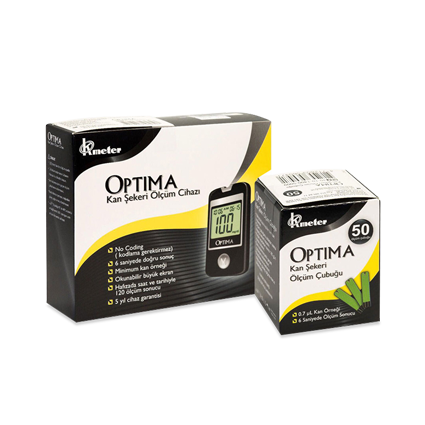 OKmeter
OPTIMA
Kan Şekeri Ölçüm Cihazı
No Coding
( kodlama gerektirmez)
6 saniyede doğru sonuç
Minimum kan örneği
Okunabilir büyük ekran
Hafızada saat ve tarihiyle
120 ölçüm sonucu
5 yıl cihaz garantisi
100
OPTIMA
OKmeter
50
OPTIMA
Kan Şekeri
Ölçüm Çubuğu
0.7 µL Kan Örneği
6 Saniyede Ölçüm Sonucu